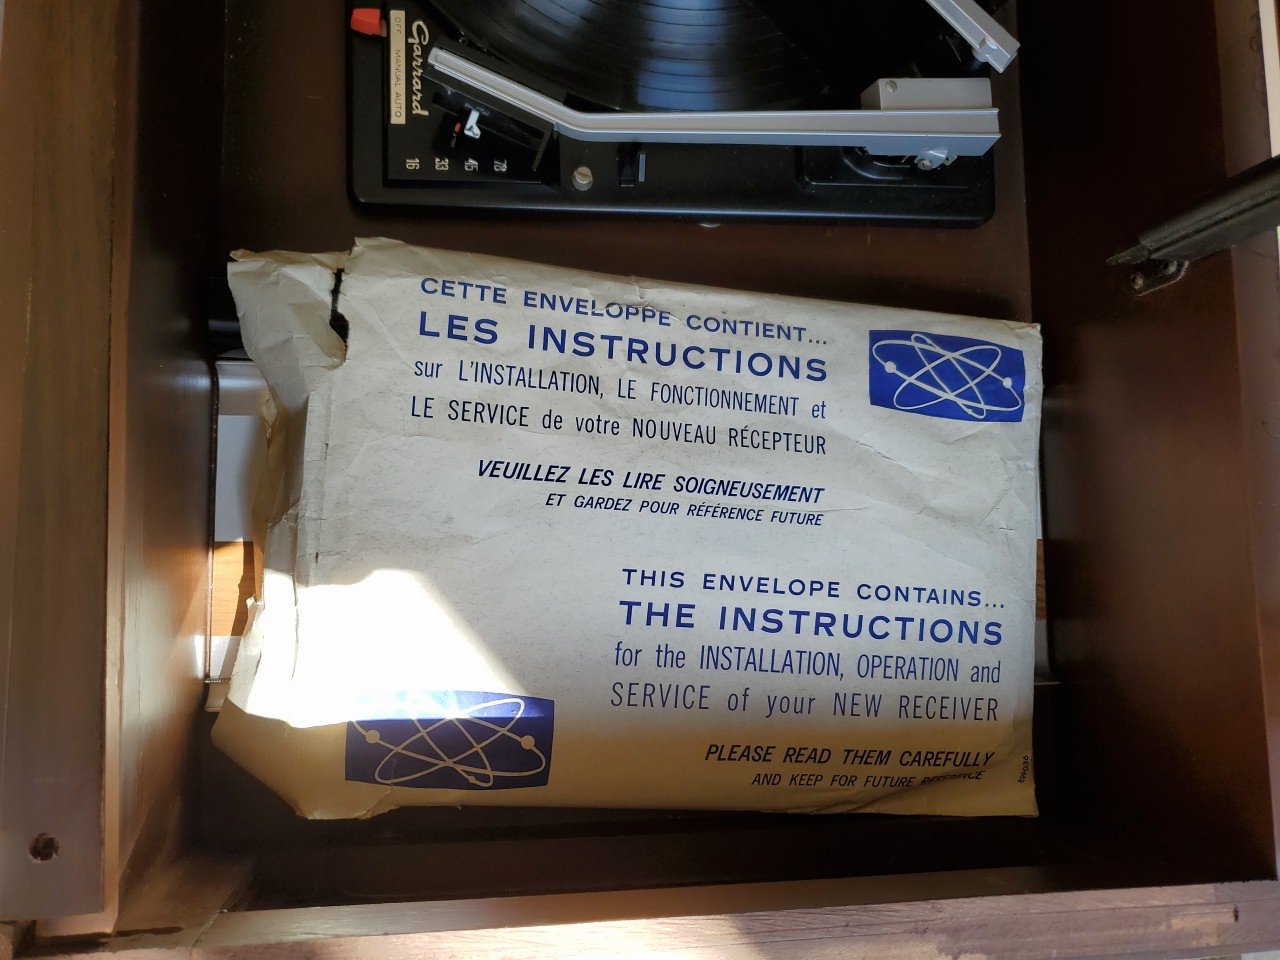 Garrard
OFF MANUAL AUTO
16 33 45 78
CETTE ENVELOPPE CONTIENT...
LES INSTRUCTIONS
sur L'INSTALLATION, LE FONCTIONNEMENT et
LE SERVICE de votre NOUVEAU RÉCEPTEUR
VEUILLEZ LES LIRE SOIGNEUSEMENT
ET GARDEZ POUR RÉFÉRENCE FUTURE
THIS ENVELOPE CONTAINS...
THE INSTRUCTIONS
for the INSTALLATION, OPERATION and
SERVICE of your NEW RECEIVER
PLEASE READ THEM CAREFULLY
AND KEEP FOR FUTURE REFERENCE